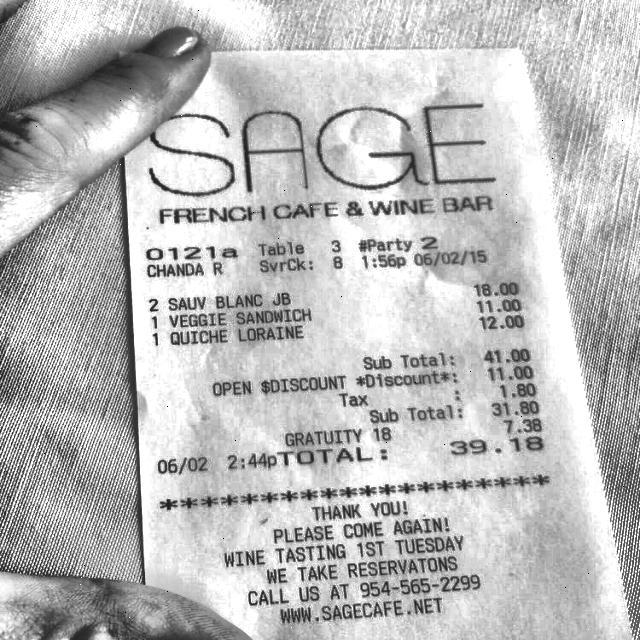 SAGE
FRENCH CAFE & WINE BAR
0121a Table 3 #Party 2
CHANDA R SvrCk: 8 1:56p 06/02/15
2 SAUV BLANC JB 18.00
1 VEGGIE SANDWICH 11.00
1 QUICHE LORAINE 12.00
Sub Total: 41.00
OPEN $DISCOUNT *Discount*: 11.00
Tax : 1.80
Sub Total: 31.80
GRATUITY 18 7.38
06/02 2:44pTOTAL: 39.18
******************************
THANK YOU!
PLEASE COME AGAIN!
WINE TASTING 1ST TUESDAY
WE TAKE RESERVATONS
CALL US AT 954-565-2299
WWW.SAGECAFE.NET